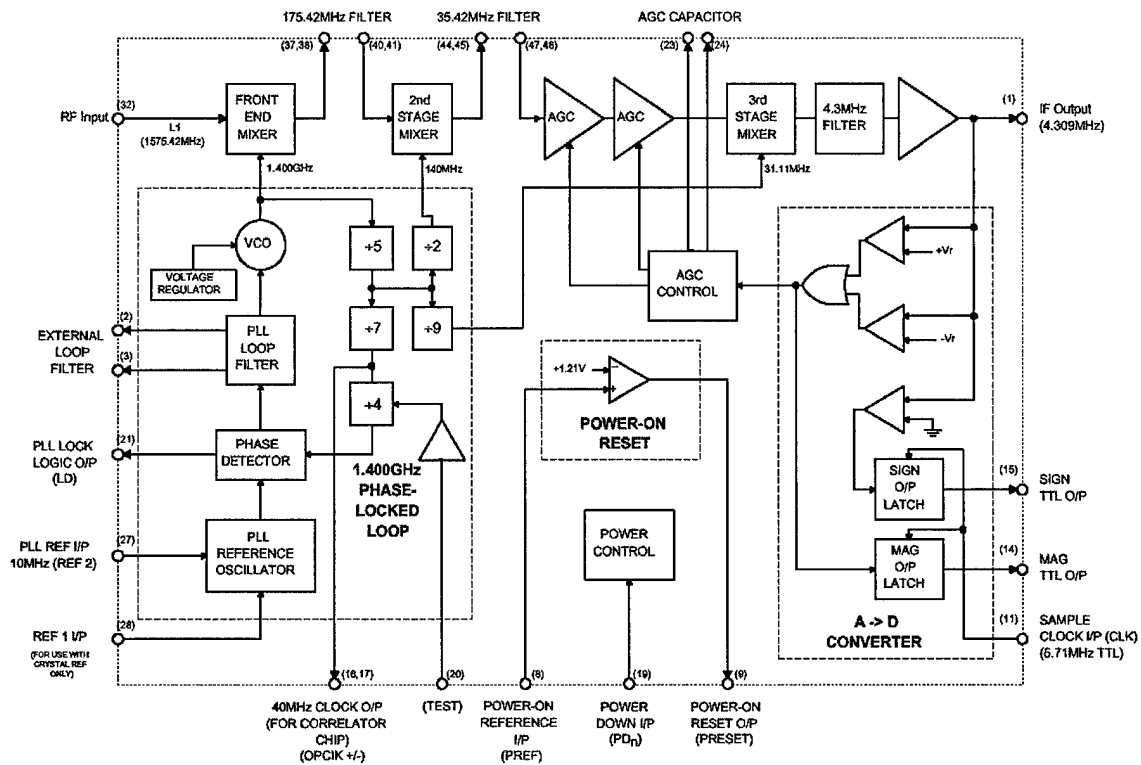 175.42MHz FILTER
35.42MHz FILTER
AGC CAPACITOR
(37,38)
(40,41)
(44,45)
(47,48)
(23)
(24)
RF Input
(32)
L1
(1575.42MHz)
FRONT
END
MIXER
2nd
STAGE
MIXER
AGC
AGC
3rd
STAGE
MIXER
4.3MHz
FILTER
(1)
IF Output
(4.309MHz)
1.400GHz
140MHz
31.11MHz
VCO
VOLTAGE
REGULATOR
÷5
÷2
÷7
÷9
÷4
AGC
CONTROL
+Vr
-Vr
(2)
EXTERNAL
LOOP
FILTER
(3)
PLL
LOOP
FILTER
+1.21V
−
+
POWER-ON
RESET
(21)
PLL LOCK
LOGIC O/P
(LD)
PHASE
DETECTOR
1.400GHz
PHASE-
LOCKED
LOOP
SIGN
O/P
LATCH
(15)
SIGN
TTL O/P
(27)
PLL REF I/P
10MHz (REF 2)
PLL
REFERENCE
OSCILLATOR
POWER
CONTROL
MAG
O/P
LATCH
(14)
MAG
TTL O/P
A -> D
CONVERTER
(28)
REF 1 I/P
(FOR USE WITH
CRYSTAL REF
ONLY)
(11)
SAMPLE
CLOCK I/P (CLK)
(5.71MHz TTL)
(16,17)
(20)
(8)
(19)
(9)
40MHz CLOCK O/P
(FOR CORRELATOR
CHIP)
(OPCIK +/-)
(TEST)
POWER-ON
REFERENCE
I/P
(PREF)
POWER
DOWN I/P
(PDn)
POWER-ON
RESET O/P
(PRESET)